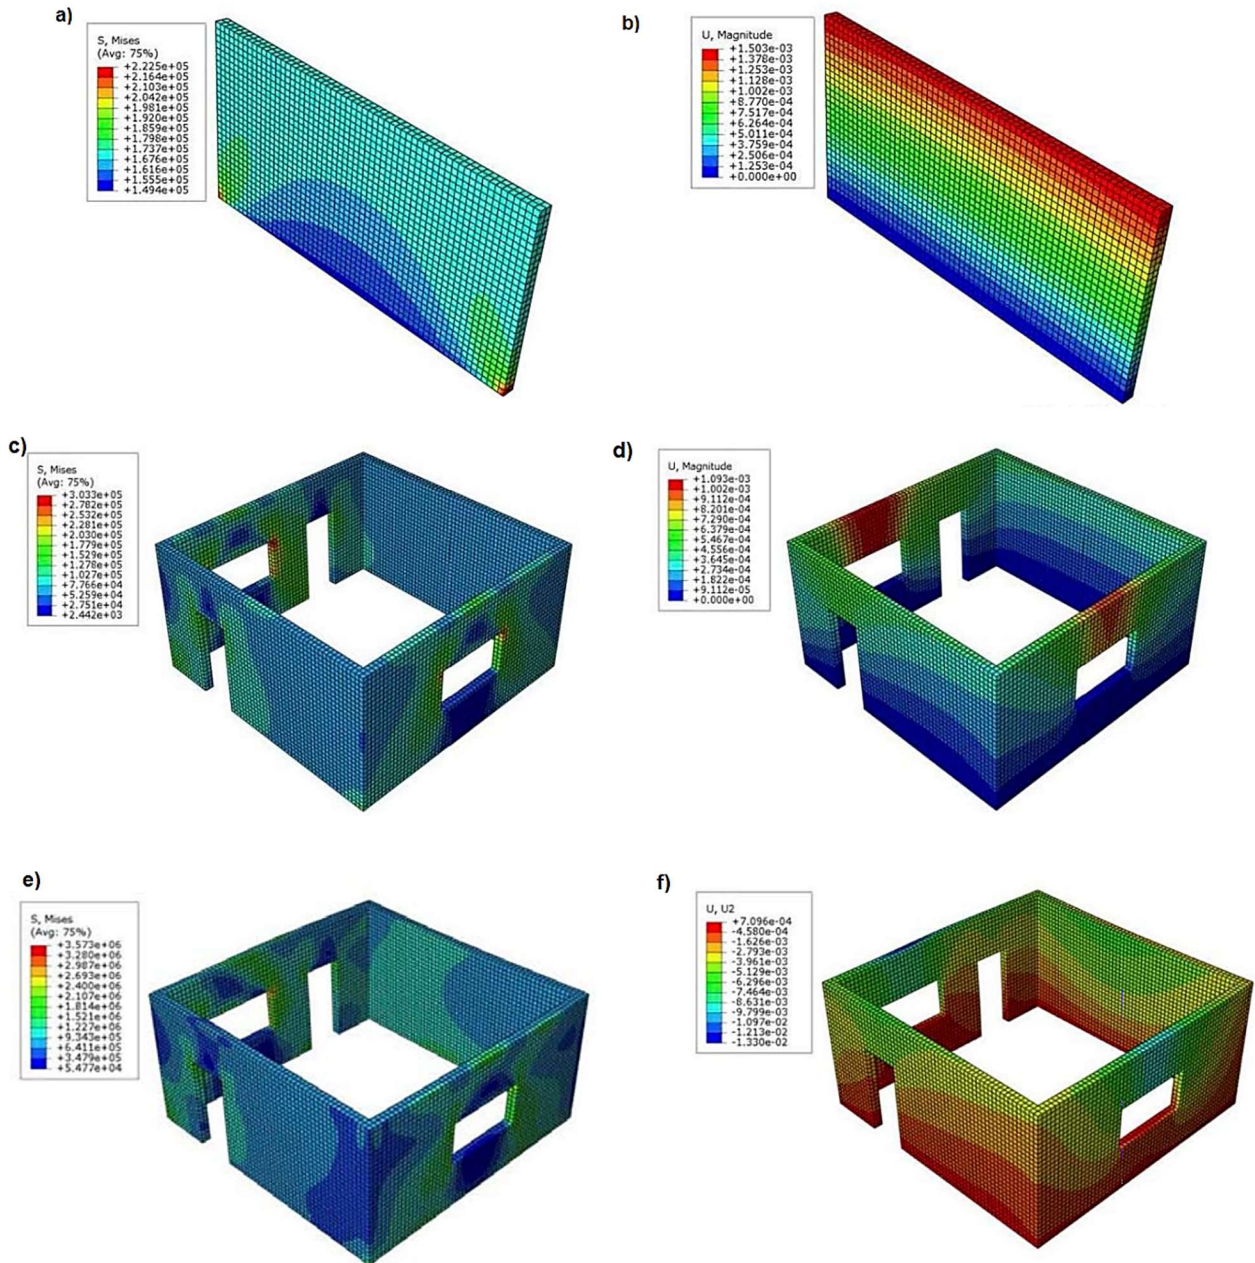 a)
S, Mises
(Avg: 75%)
+2.225e+05
+2.164e+05
+2.103e+05
+2.042e+05
+1.981e+05
+1.920e+05
+1.859e+05
+1.798e+05
+1.737e+05
+1.676e+05
+1.616e+05
+1.555e+05
+1.494e+05
b)
U, Magnitude
+1.503e-03
+1.378e-03
+1.253e-03
+1.128e-03
+1.002e-03
+8.770e-04
+7.517e-04
+6.264e-04
+5.011e-04
+3.759e-04
+2.506e-04
+1.253e-04
+0.000e+00
c)
S, Mises
(Avg: 75%)
+3.033e+05
+2.782e+05
+2.532e+05
+2.281e+05
+2.030e+05
+1.779e+05
+1.529e+05
+1.278e+05
+1.027e+05
+7.766e+04
+5.259e+04
+2.751e+04
+2.442e+03
d)
U, Magnitude
+1.093e-03
+1.002e-03
+9.112e-04
+8.201e-04
+7.290e-04
+6.379e-04
+5.467e-04
+4.556e-04
+3.645e-04
+2.734e-04
+1.822e-04
+9.112e-05
+0.000e+00
e)
S, Mises
(Avg: 75%)
+3.573e+06
+3.280e+06
+2.987e+06
+2.693e+06
+2.400e+06
+2.107e+06
+1.814e+06
+1.521e+06
+1.227e+06
+9.343e+05
+6.411e+05
+3.479e+05
+5.477e+04
f)
U, U2
+7.096e-04
-4.580e-04
-1.626e-03
-2.793e-03
-3.961e-03
-5.129e-03
-6.296e-03
-7.464e-03
-8.631e-03
-9.799e-03
-1.097e-02
-1.213e-02
-1.330e-02